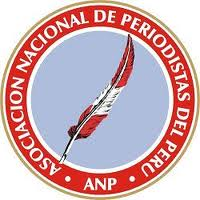 ASOCIACION NACIONAL DE PERIODISTAS DEL PERU
· ANP ·